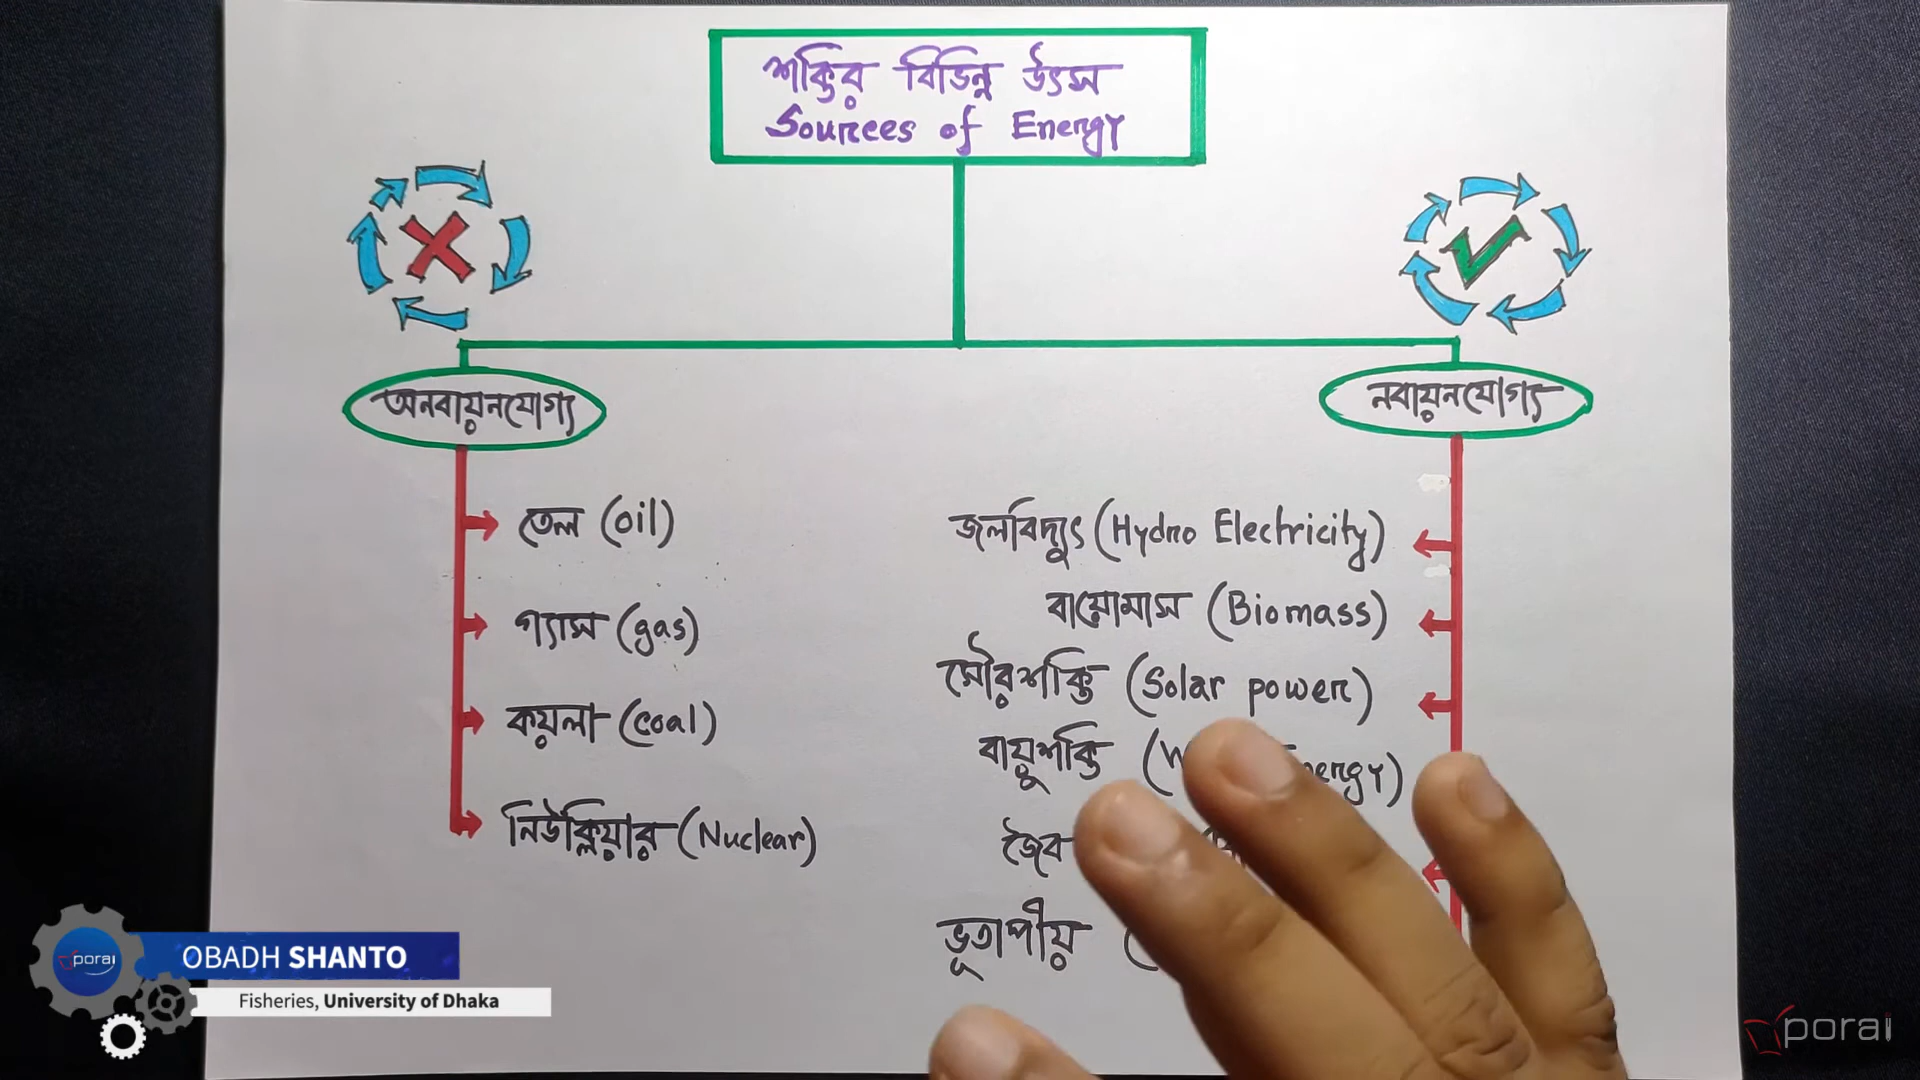 শক্তির বিভিন্ন উৎস
Sources of Energy
অনবায়নযোগ্য
তেল (oil)
গ্যাস (gas)
কয়লা (coal)
নিউক্লিয়ার (Nuclear)
নবায়নযোগ্য
জলবিদ্যুৎ (Hydro Electricity)
বায়োমাস (Biomass)
সৌরশক্তি (Solar power)
বায়ুশক্তি
জৈব
ভূতাপীয়
porai
OBADH SHANTO
Fisheries, University of Dhaka
porai